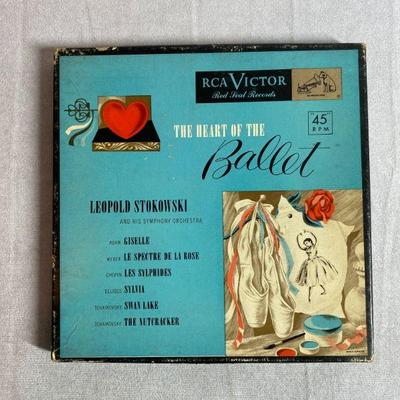 RCA VICTOR
Red Seal Records
THE HEART OF THE
Ballet
45
RPM
LEOPOLD STOKOWSKI
AND HIS SYMPHONY ORCHESTRA
ADAM GISELLE
WEBER LE SPECTRE DE LA ROSE
CHOPIN LES SYLPHIDES
DELIBES SYLVIA
TCHAIKOVSKY SWAN LAKE
TCHAIKOVSKY THE NUTCRACKER